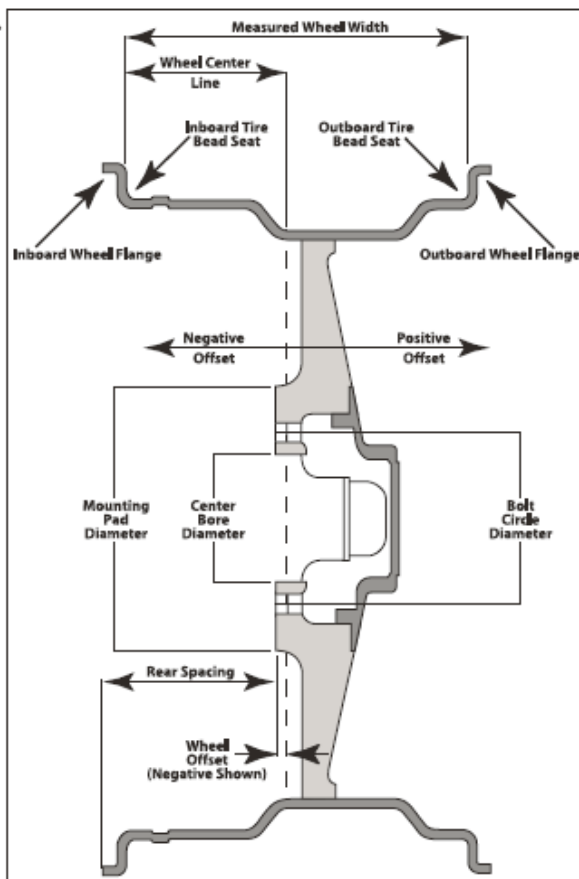 Measured Wheel Width
Wheel Center
Line
Inboard Tire
Bead Seat
Outboard Tire
Bead Seat
Inboard Wheel Flange
Outboard Wheel Flange
Negative
Offset
Positive
Offset
Mounting
Pad
Diameter
Center
Bore
Diameter
Bolt
Circle
Diameter
Rear Spacing
Wheel
Offset
(Negative Shown)